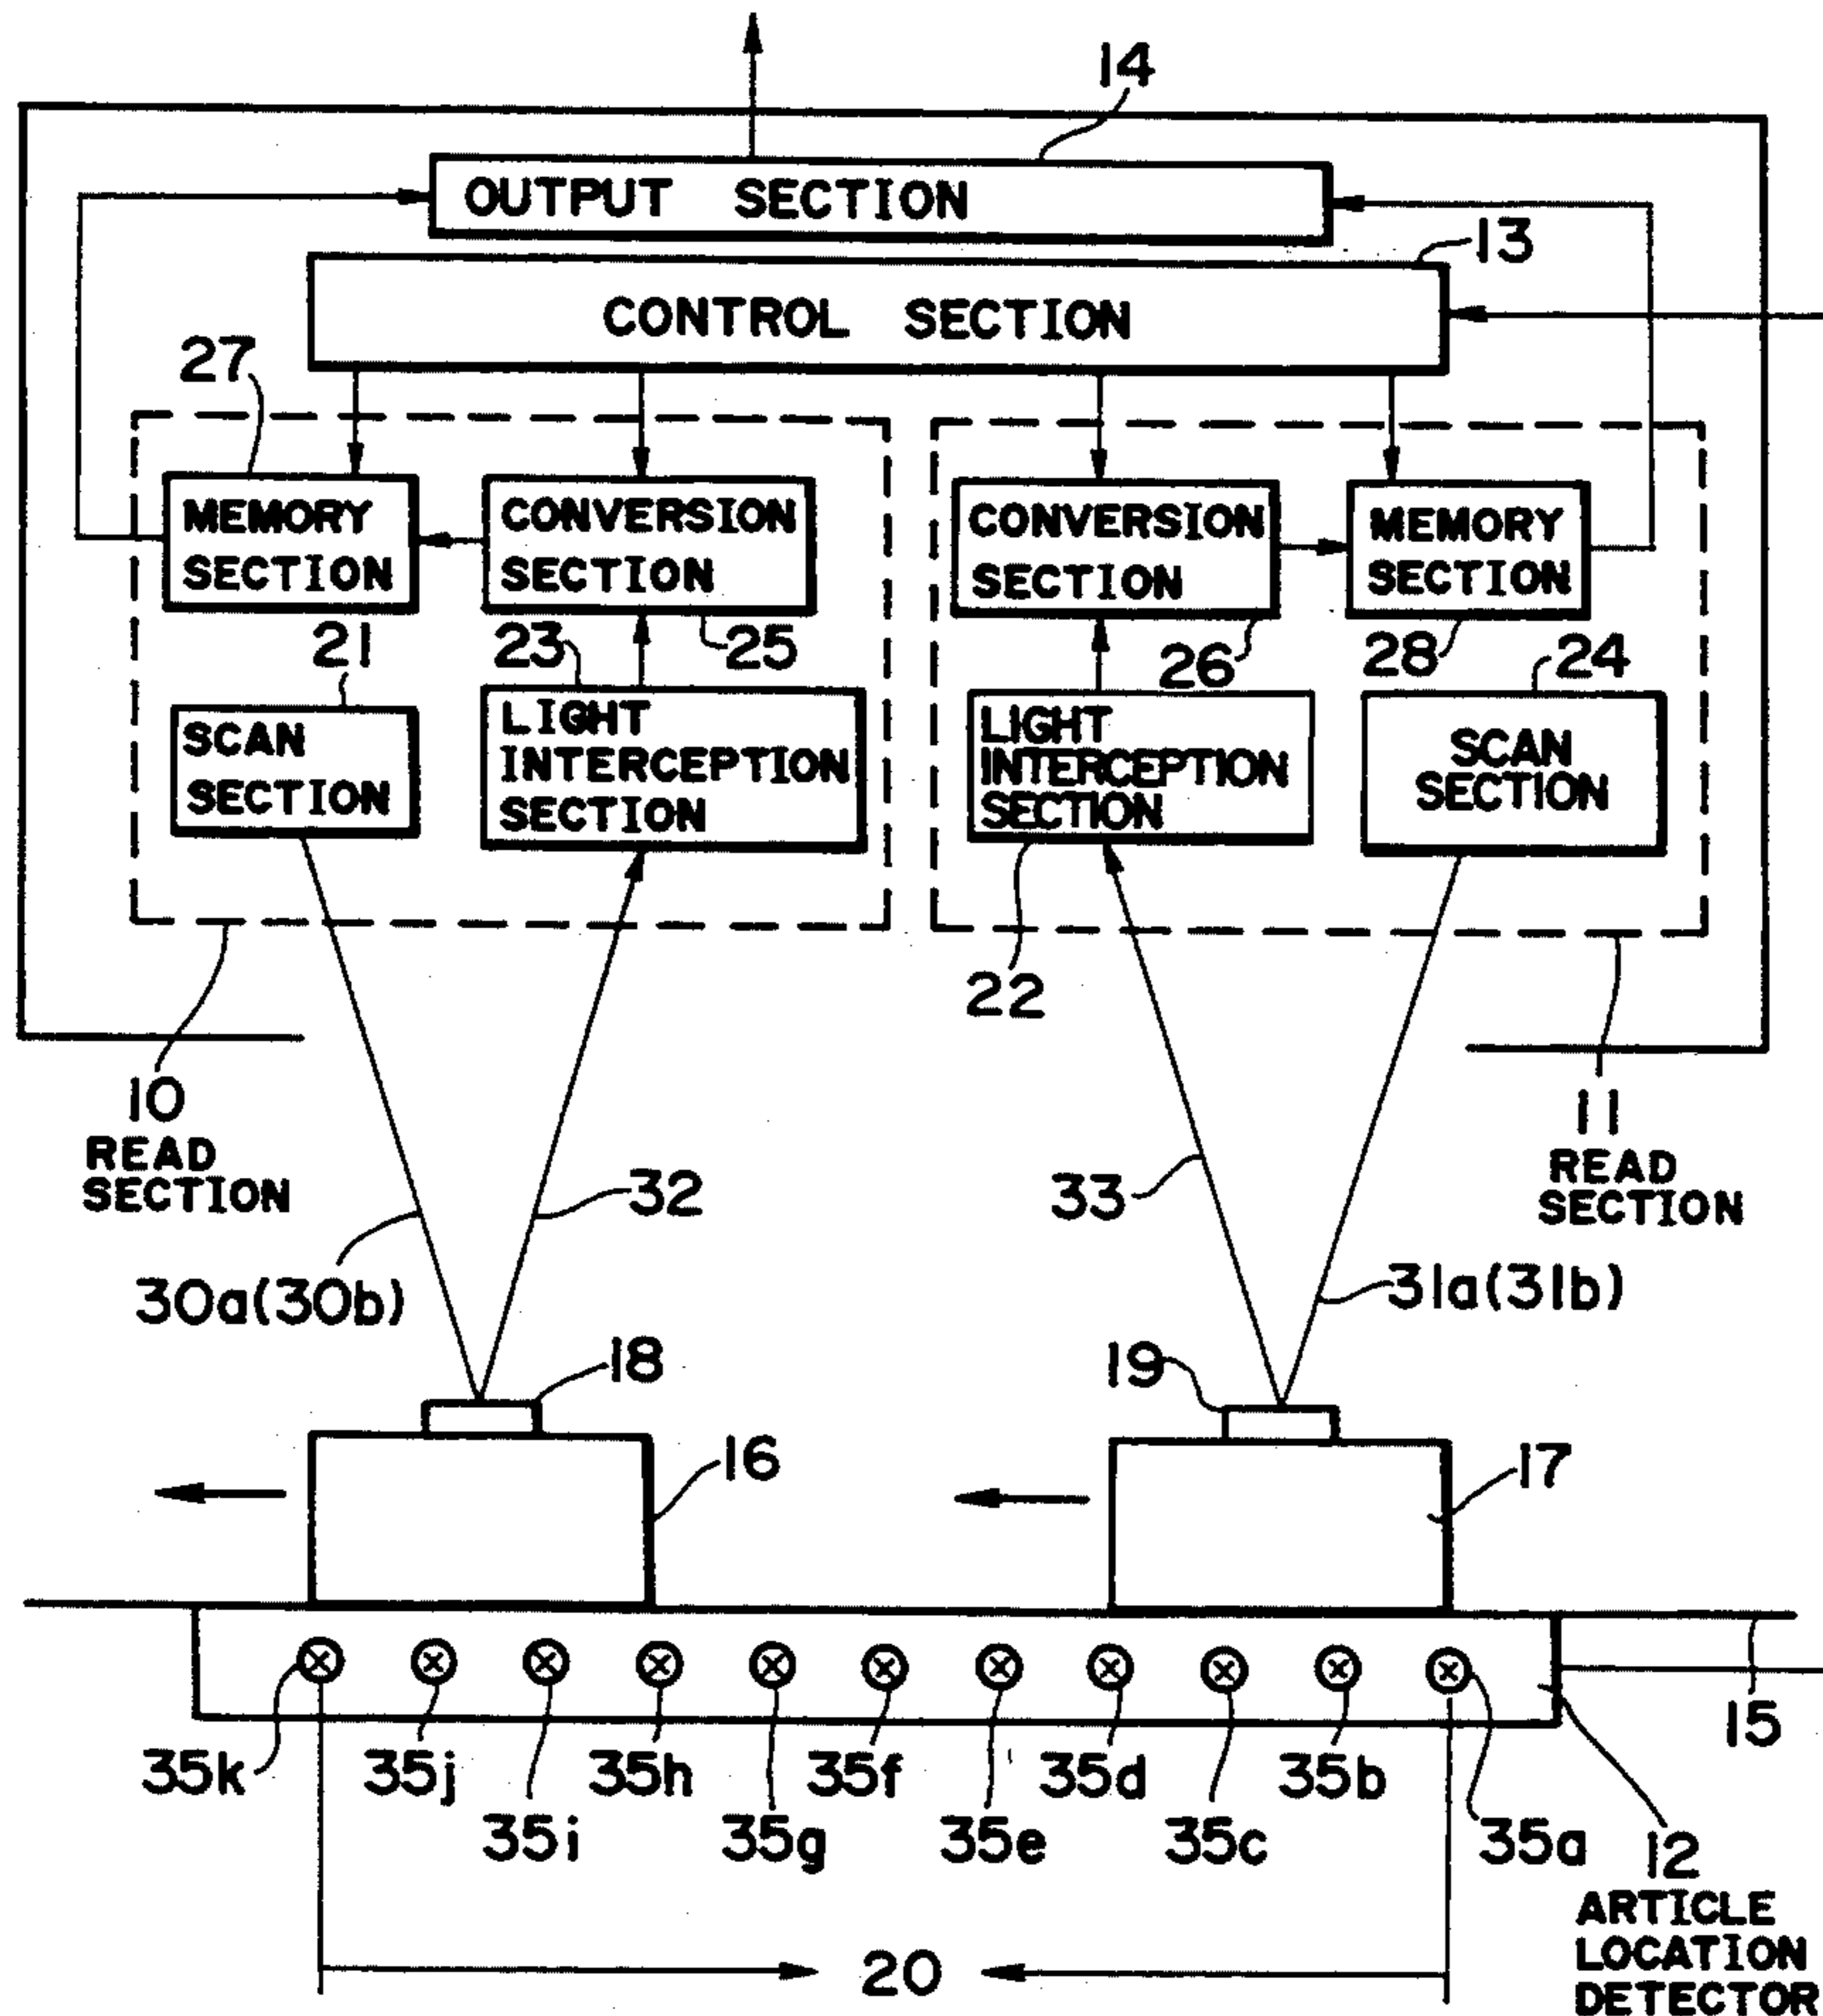 14
OUTPUT SECTION
13
CONTROL SECTION
27
MEMORY
SECTION
CONVERSION
SECTION
CONVERSION
SECTION
MEMORY
SECTION
21
23
25
26
28
24
SCAN
SECTION
LIGHT
INTERCEPTION
SECTION
LIGHT
INTERCEPTION
SECTION
SCAN
SECTION
22
10
READ
SECTION
11
READ
SECTION
32
33
30a(30b)
31a(31b)
18
19
16
17
15
35k
35j
35i
35h
35g
35f
35e
35d
35c
35b
35a
12
ARTICLE
LOCATION
DETECTOR
20